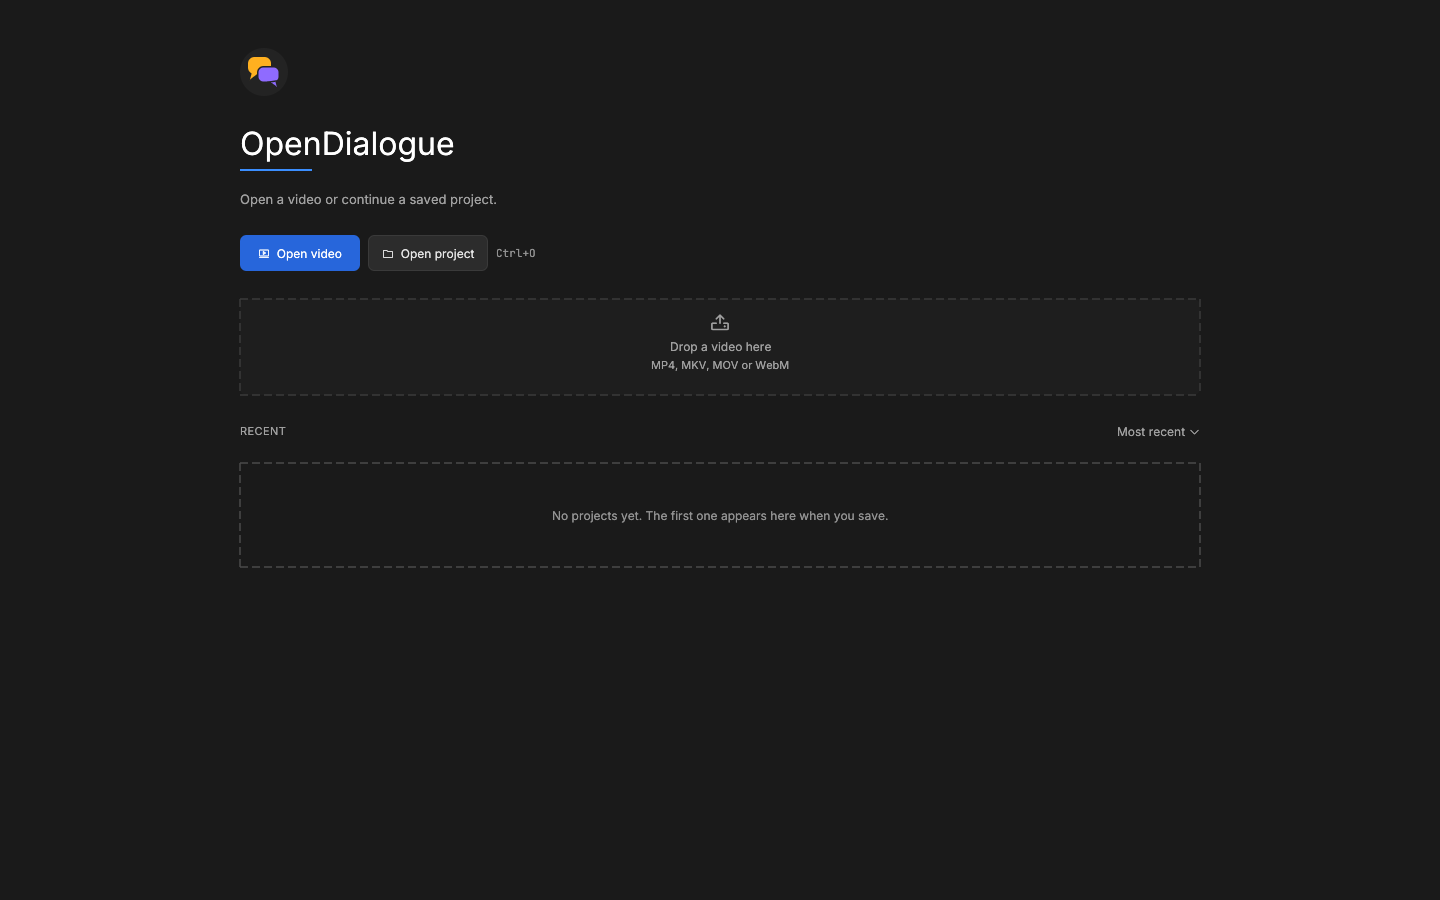 OpenDialogue
Open a video or continue a saved project.
Open video
Open project
Ctrl+O
Drop a video here
MP4, MKV, MOV or WebM
RECENT
Most recent
No projects yet. The first one appears here when you save.